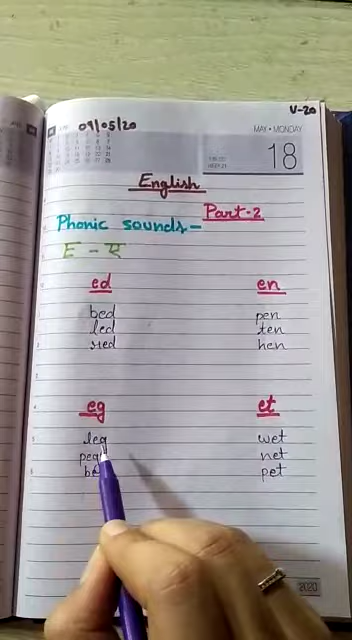 V-20
09/05/20
MAY • MONDAY
18
English
Part-2
Phonic sounds-
E - ए
ed
en
bed
pen
led
ten
red
hen
eg
et
leg
wet
peg
net
pet
2020